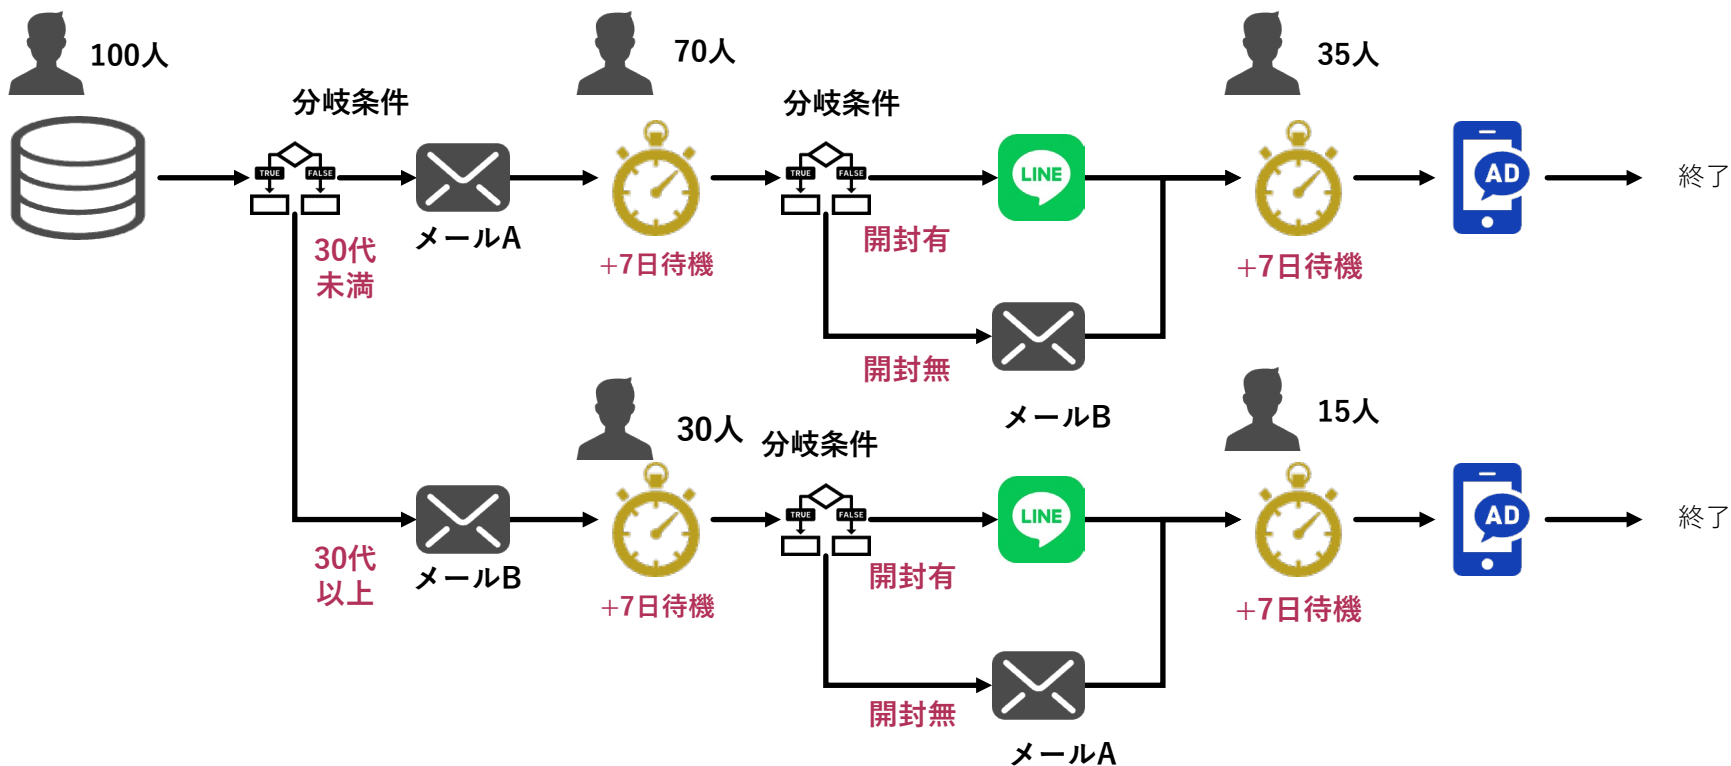 100人
70人
35人
分岐条件
分岐条件
TRUE
FALSE
TRUE
FALSE
LINE
AD
終了
メールA
30代
未満
+7日待機
開封有
+7日待機
開封無
メールB
30人
15人
分岐条件
TRUE
FALSE
LINE
AD
終了
30代
以上
メールB
+7日待機
開封有
+7日待機
開封無
メールA